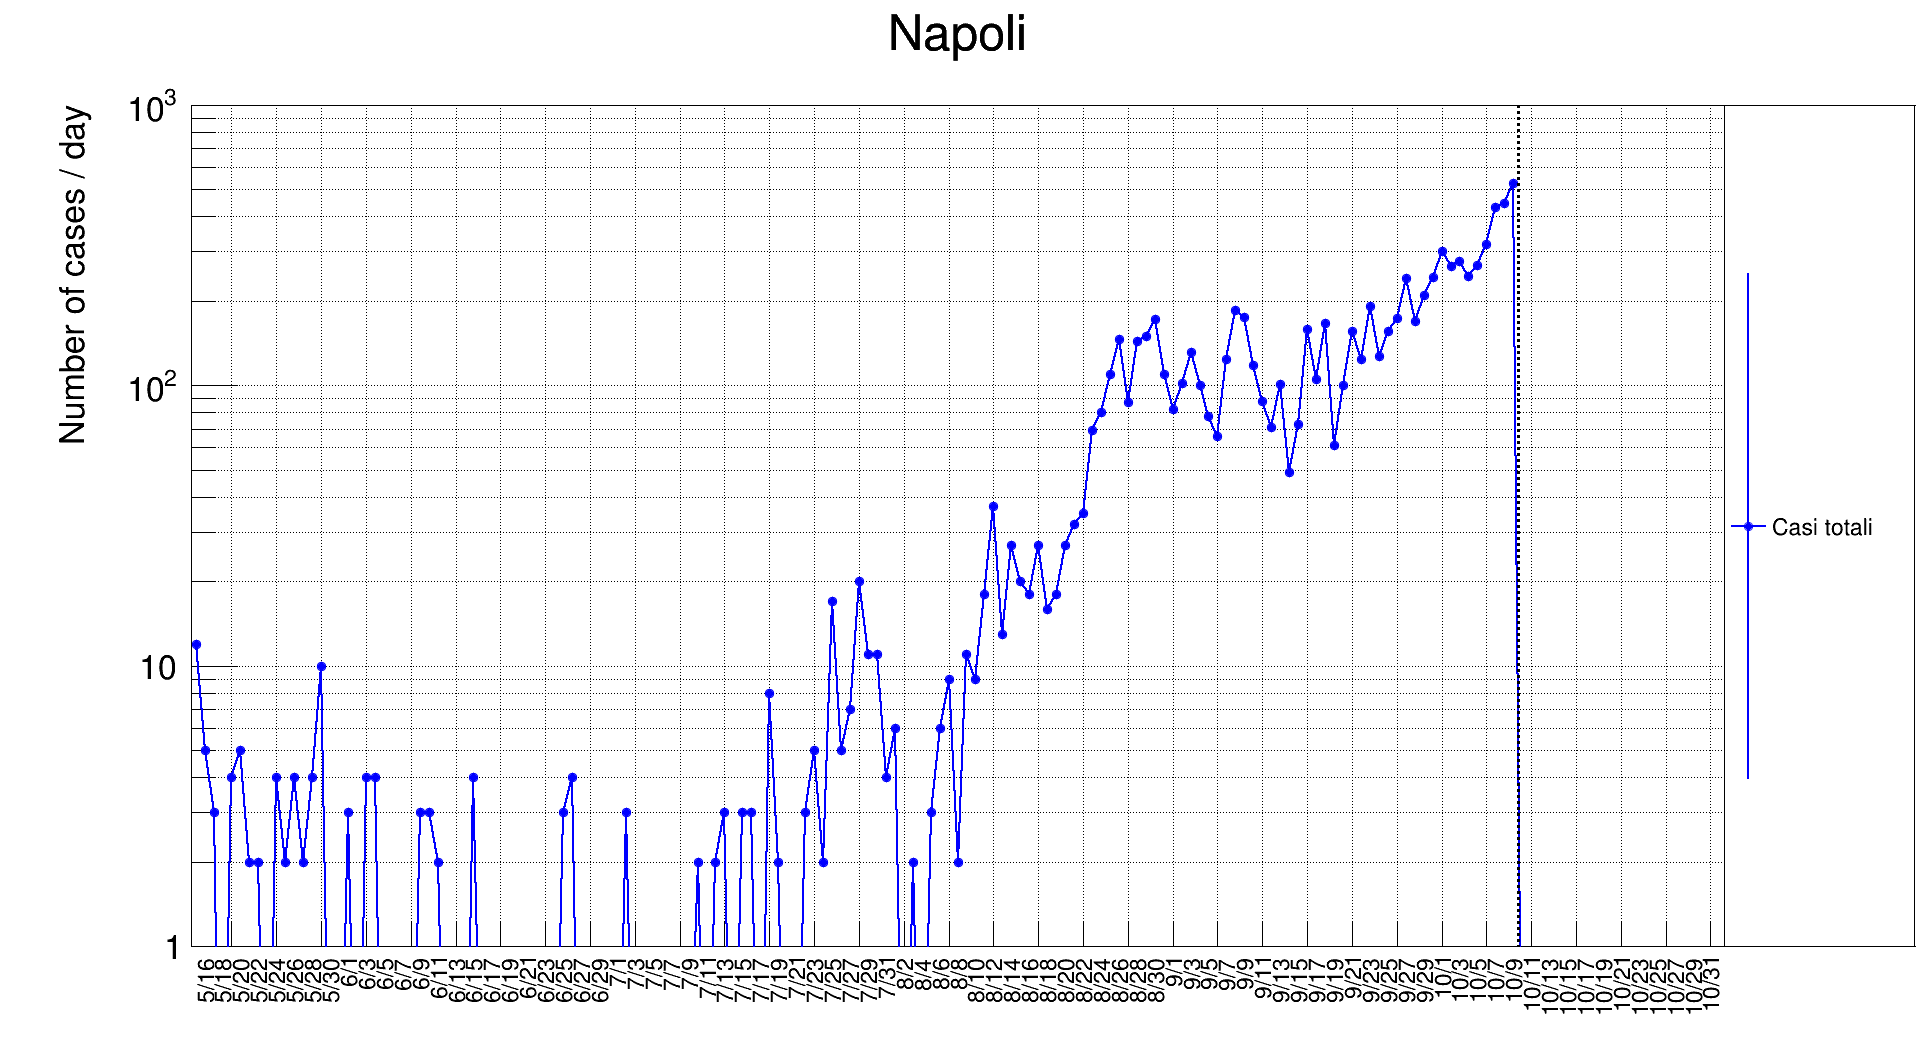 Napoli
Number of cases / day
10³
10²
10
1
5/16 5/18 5/20 5/22 5/24 5/26 5/28 5/30 6/1 6/3 6/5 6/7 6/9 6/11 6/13 6/15 6/17 6/19 6/21 6/23 6/25 6/27 6/29 7/1 7/3 7/5 7/7 7/9 7/11 7/13 7/15 7/17 7/19 7/21 7/23 7/25 7/27 7/29 7/31 8/2 8/4 8/6 8/8 8/10 8/12 8/14 8/16 8/18 8/20 8/22 8/24 8/26 8/28 8/30 9/1 9/3 9/5 9/7 9/9 9/11 9/13 9/15 9/17 9/19 9/21 9/23 9/25 9/27 9/29 10/1 10/3 10/5 10/7 10/9 10/11 10/13 10/15 10/17 10/19 10/21 10/23 10/25 10/27 10/29 10/31
Casi totali